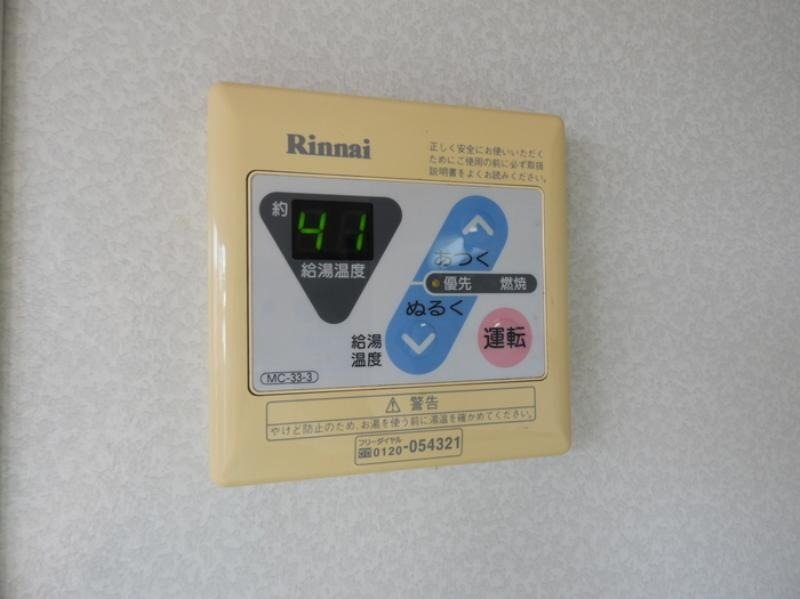 Rinnai
正しく安全にお使いいただく
ためにご使用の前に必ず取扱
説明書をよくお読みください。
約
41
給湯温度
あつく
優先 燃焼
ぬるく
給湯
温度
運転
MC-33-3
⚠ 警告
やけど防止のため、お湯を使う前に湯温を確かめてください。
フリーダイヤル
0120-054321